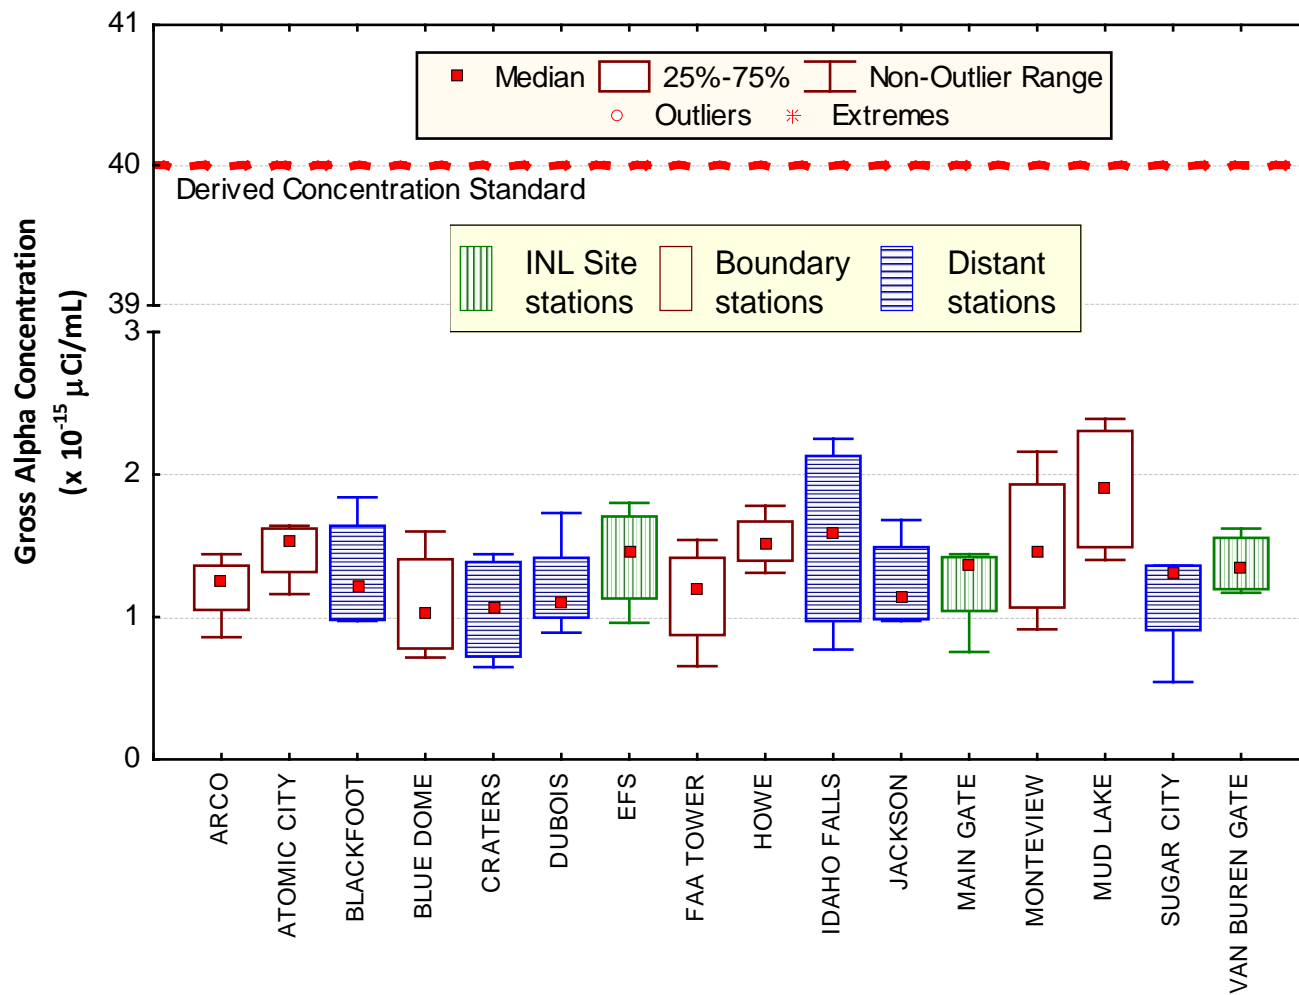 41
Median 25%-75% Non-Outlier Range
Outliers Extremes
40
Derived Concentration Standard
INL Site stations
Boundary stations
Distant stations
39
3
2
1
0
Gross Alpha Concentration
(x 10⁻¹⁵ μCi/mL)
ARCO
ATOMIC CITY
BLACKFOOT
BLUE DOME
CRATERS
DUBOIS
EFS
FAA TOWER
HOWE
IDAHO FALLS
JACKSON
MAIN GATE
MONTEVIEW
MUD LAKE
SUGAR CITY
VAN BUREN GATE